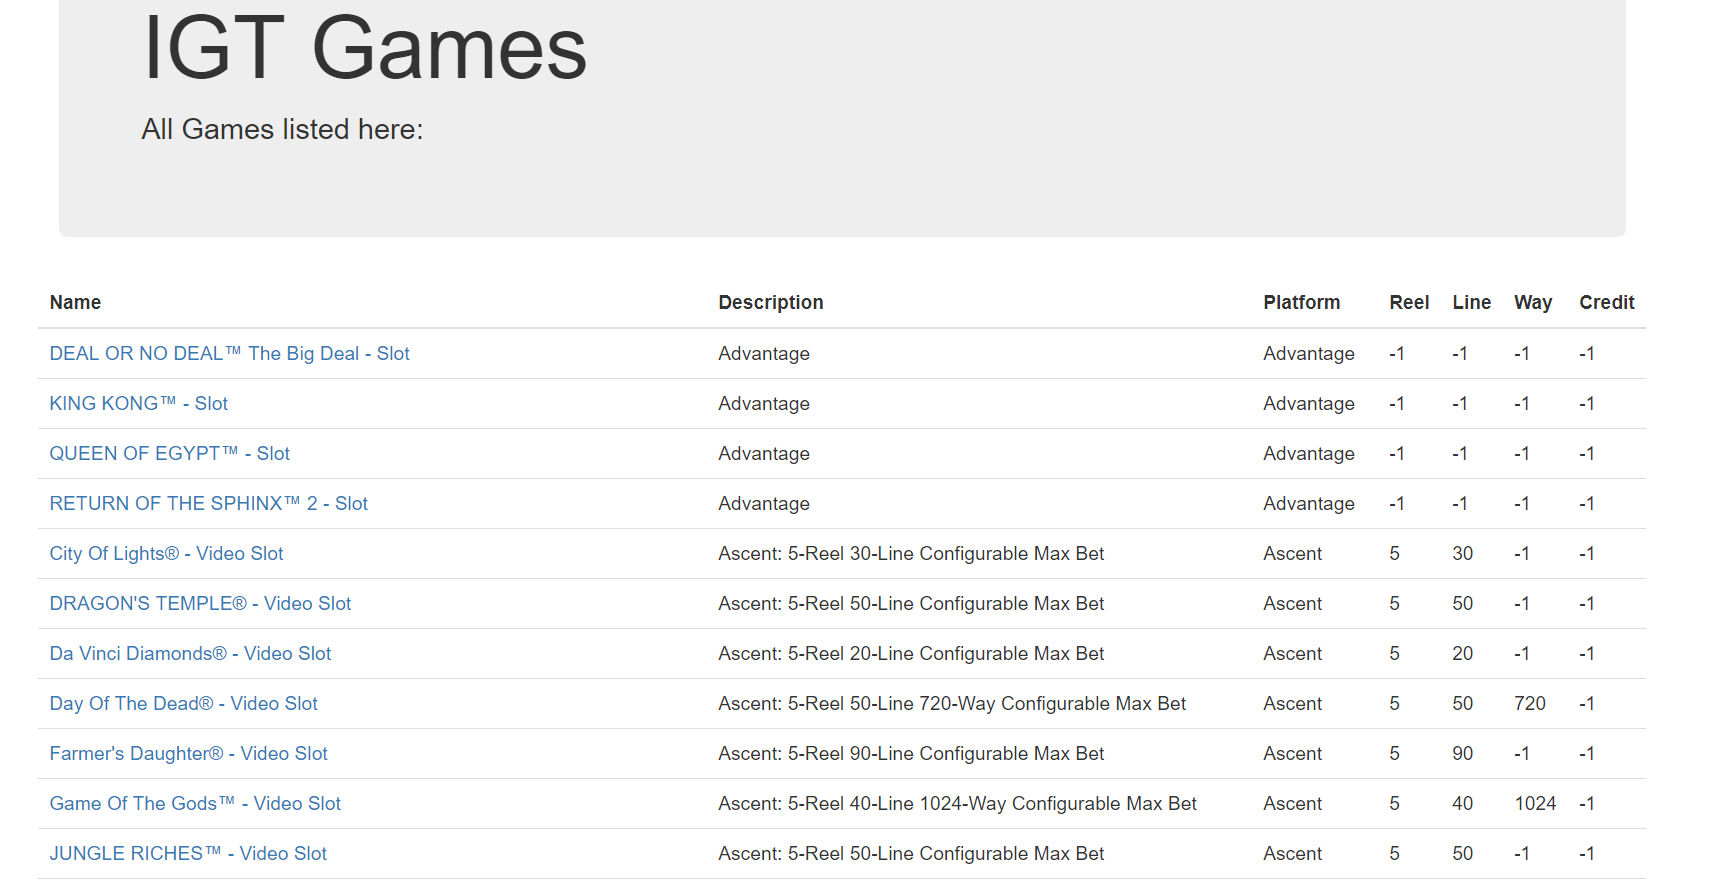 IGT Games
All Games listed here:
Name Description Platform Reel Line Way Credit
DEAL OR NO DEAL™ The Big Deal - Slot Advantage Advantage -1 -1 -1 -1
KING KONG™ - Slot Advantage Advantage -1 -1 -1 -1
QUEEN OF EGYPT™ - Slot Advantage Advantage -1 -1 -1 -1
RETURN OF THE SPHINX™ 2 - Slot Advantage Advantage -1 -1 -1 -1
City Of Lights® - Video Slot Ascent: 5-Reel 30-Line Configurable Max Bet Ascent 5 30 -1 -1
DRAGON'S TEMPLE® - Video Slot Ascent: 5-Reel 50-Line Configurable Max Bet Ascent 5 50 -1 -1
Da Vinci Diamonds® - Video Slot Ascent: 5-Reel 20-Line Configurable Max Bet Ascent 5 20 -1 -1
Day Of The Dead® - Video Slot Ascent: 5-Reel 50-Line 720-Way Configurable Max Bet Ascent 5 50 720 -1
Farmer's Daughter® - Video Slot Ascent: 5-Reel 90-Line Configurable Max Bet Ascent 5 90 -1 -1
Game Of The Gods™ - Video Slot Ascent: 5-Reel 40-Line 1024-Way Configurable Max Bet Ascent 5 40 1024 -1
JUNGLE RICHES™ - Video Slot Ascent: 5-Reel 50-Line Configurable Max Bet Ascent 5 50 -1 -1